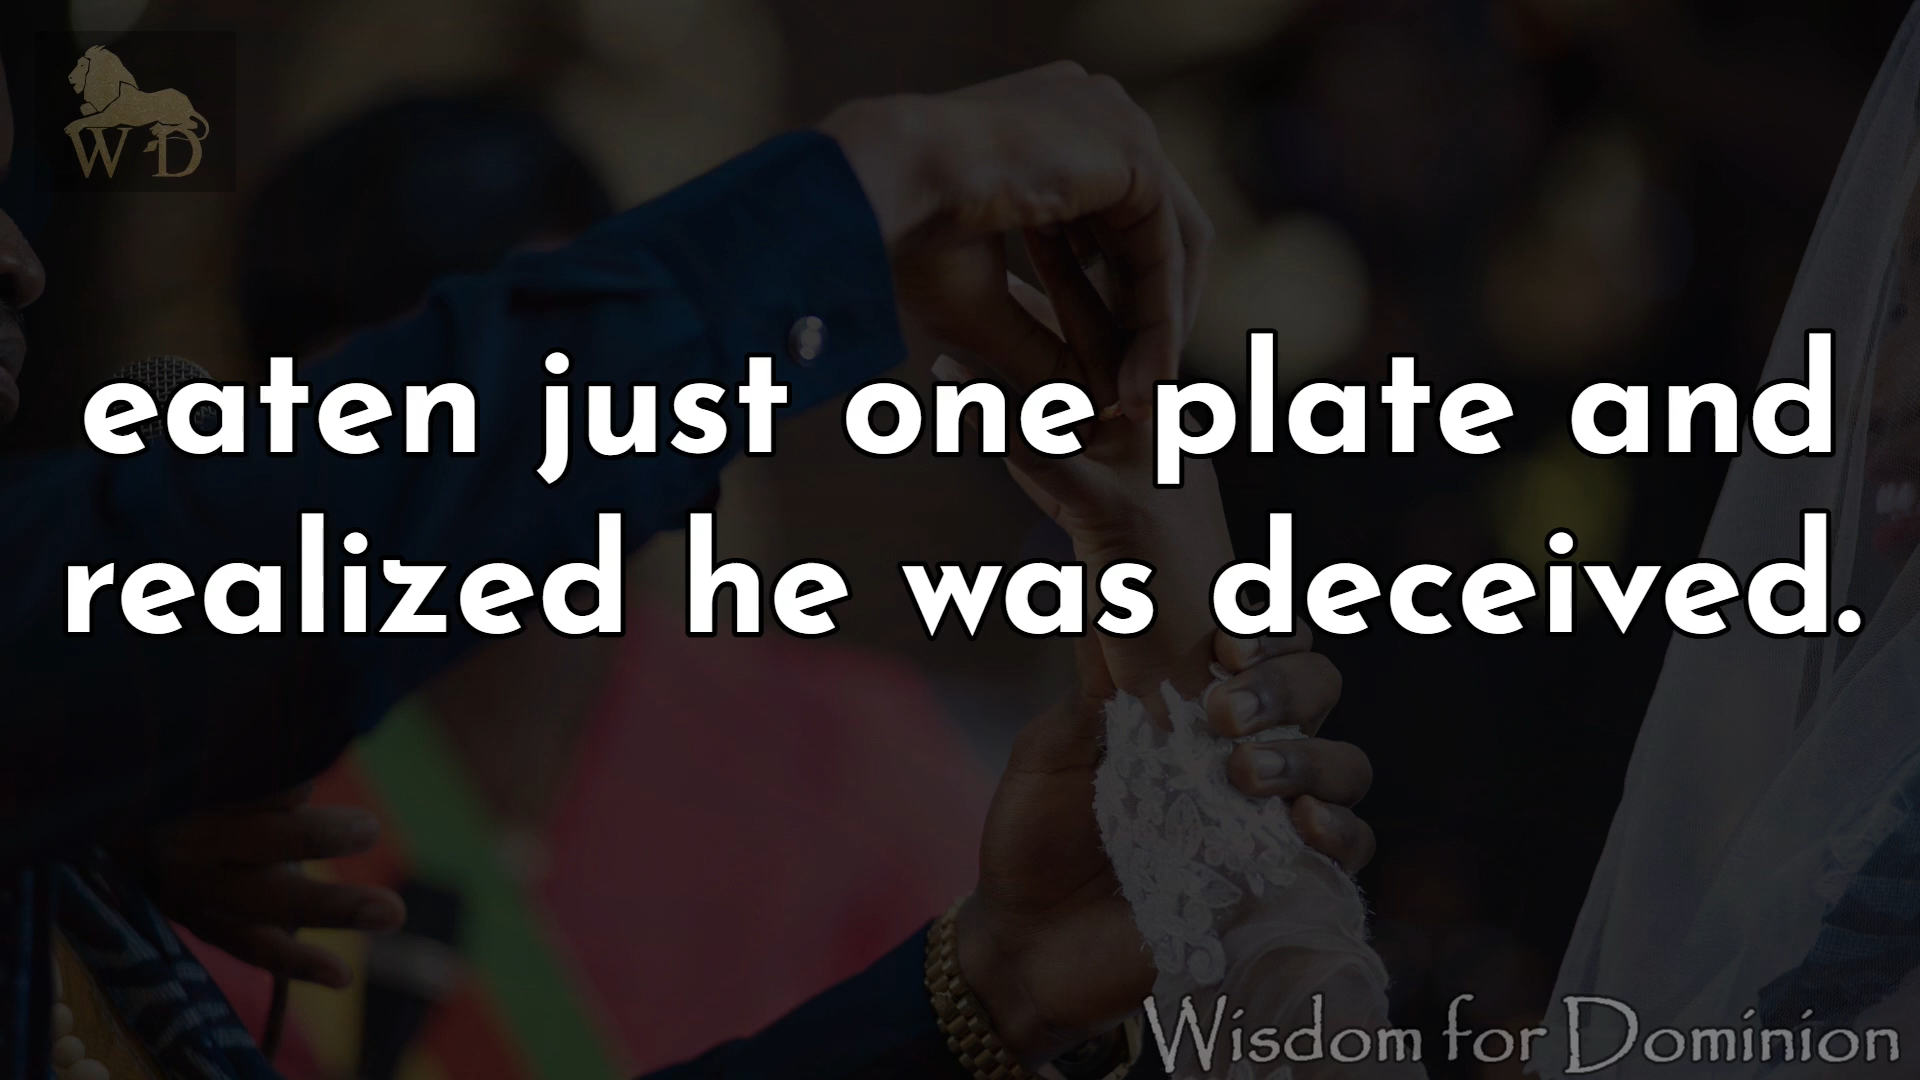 WD
eaten just one plate and
realized he was deceived.
Wisdom for Dominion